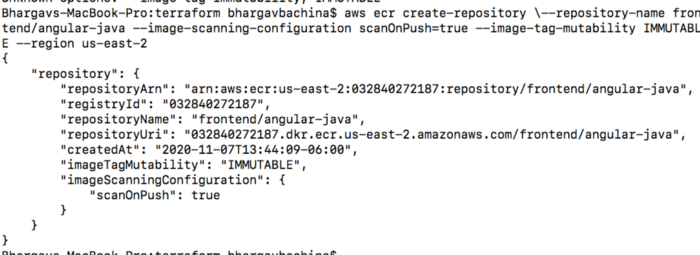 Bhargavs-MacBook-Pro:terraform bhargavbachina$ aws ecr create-repository \--repository-name fron
tend/angular-java --image-scanning-configuration scanOnPush=true --image-tag-mutability IMMUTABL
E --region us-east-2
{
    "repository": {
        "repositoryArn": "arn:aws:ecr:us-east-2:032840272187:repository/frontend/angular-java",
        "registryId": "032840272187",
        "repositoryName": "frontend/angular-java",
        "repositoryUri": "032840272187.dkr.ecr.us-east-2.amazonaws.com/frontend/angular-java",
        "createdAt": "2020-11-07T13:44:09-06:00",
        "imageTagMutability": "IMMUTABLE",
        "imageScanningConfiguration": {
            "scanOnPush": true
        }
    }
}
Bhargavs-MacBook-Pro:terraform bhargavbachina$